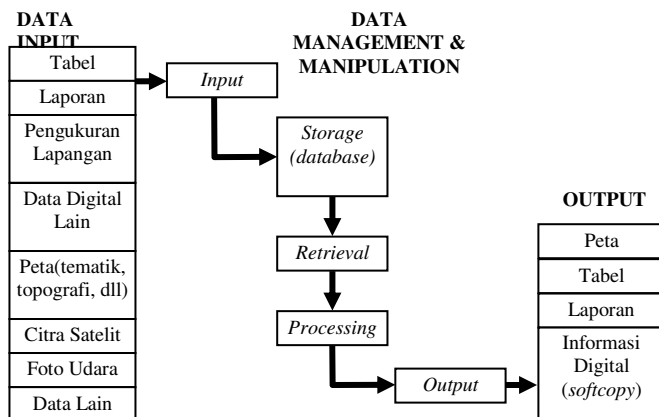 DATA
INPUT
Tabel
Laporan
Pengukuran
Lapangan
Data Digital
Lain
Peta(tematik,
topografi, dll)
Citra Satelit
Foto Udara
Data Lain
DATA
MANAGEMENT &
MANIPULATION
Input
Storage
(database)
Retrieval
Processing
Output
OUTPUT
Peta
Tabel
Laporan
Informasi
Digital
(softcopy)